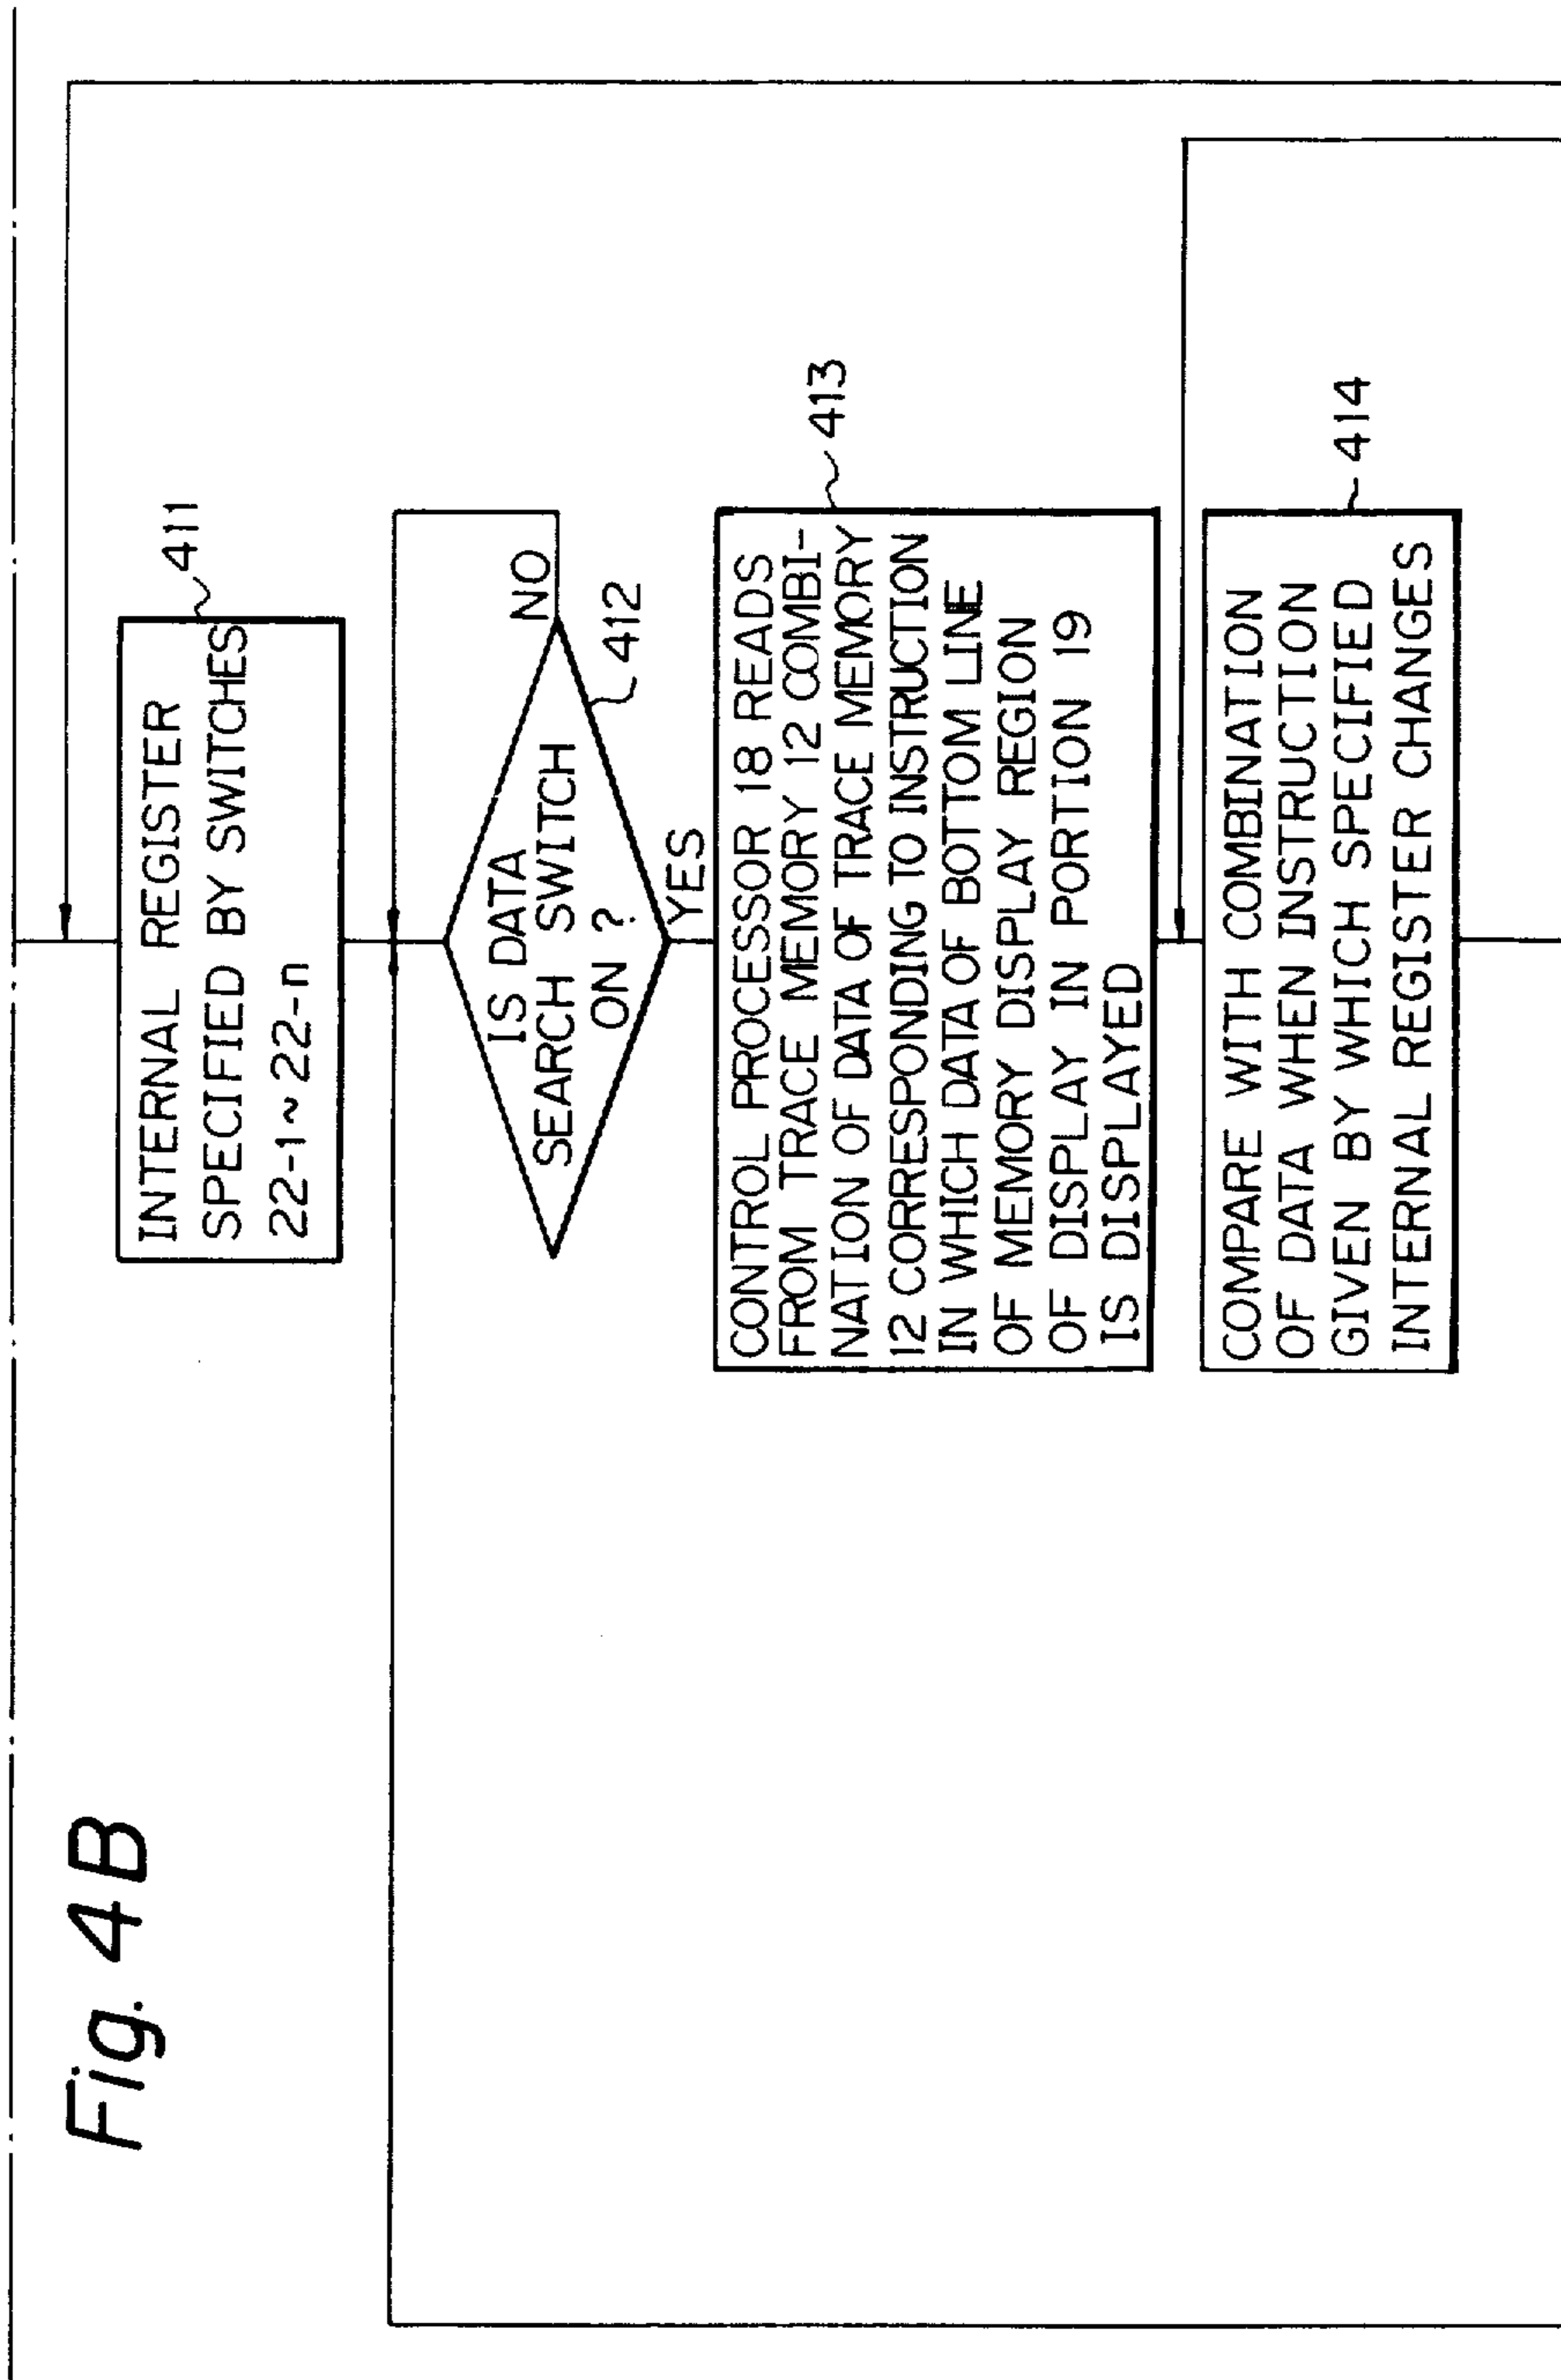 Fig. 4B
INTERNAL REGISTER
SPECIFIED BY SWITCHES
22-1~22-n
411
IS DATA
SEARCH SWITCH
ON ?
NO
412
YES
CONTROL PROCESSOR 18 READS
FROM TRACE MEMORY 12 COMBI-
NATION OF DATA OF TRACE MEMORY
12 CORRESPONDING TO INSTRUCTION
IN WHICH DATA OF BOTTOM LINE
OF MEMORY DISPLAY REGION
OF DISPLAY IN PORTION 19
IS DISPLAYED
413
COMPARE WITH COMBINATION
OF DATA WHEN INSTRUCTION
GIVEN BY WHICH SPECIFIED
INTERNAL REGISTER CHANGES
414